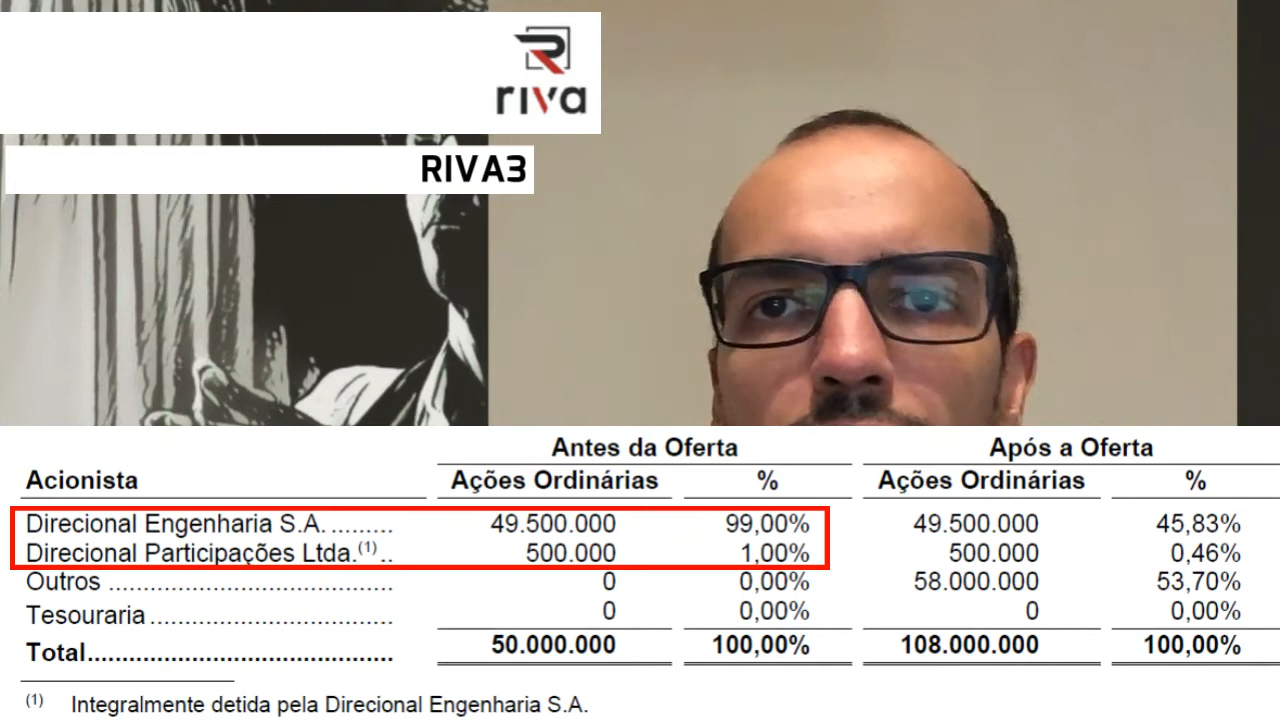 riva
RIVA3
Antes da Oferta Após a Oferta
Acionista Ações Ordinárias % Ações Ordinárias %
Direcional Engenharia S.A. ......... 49.500.000 99,00% 49.500.000 45,83%
Direcional Participações Ltda.(1) .. 500.000 1,00% 500.000 0,46%
Outros ........................................... 0 0,00% 58.000.000 53,70%
Tesouraria ..................................... 0 0,00% 0 0,00%
Total............................................. 50.000.000 100,00% 108.000.000 100,00%
(1) Integralmente detida pela Direcional Engenharia S.A.